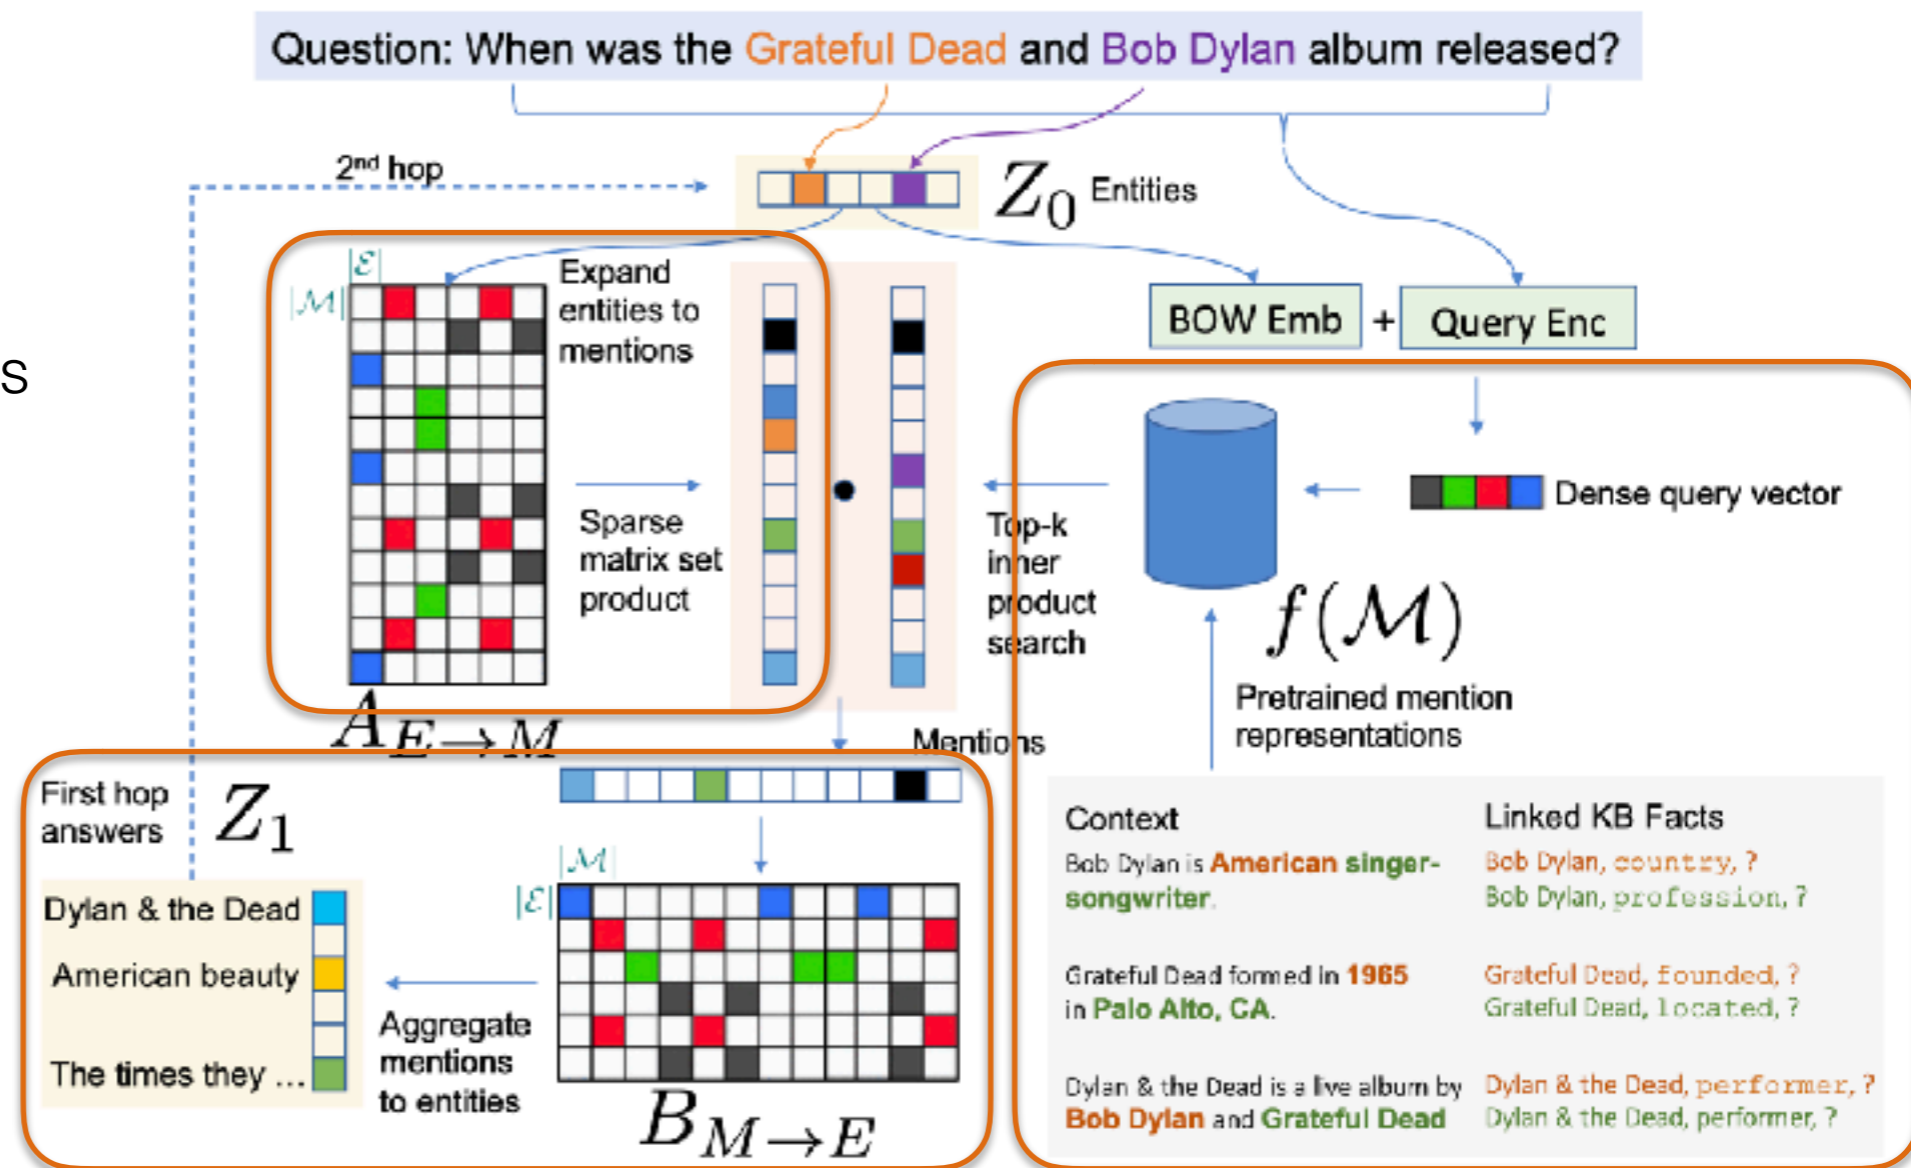 Question: When was the Grateful Dead and Bob Dylan album released?
2nd hop
Z0 Entities
s
|ℰ|
|ℳ|
Expand
entities to
mentions
BOW Emb + Query Enc
Sparse
matrix set
product
Top-k
inner
product
search
Dense query vector
f(ℳ)
Pretrained mention
representations
A E→M
Mentions
First hop
answers
Z1
|ℳ|
|ℰ|
Dylan & the Dead
American beauty
The times they ...
Aggregate
mentions
to entities
B M→E
Context
Bob Dylan is American singer-
songwriter.
Grateful Dead formed in 1965
in Palo Alto, CA.
Dylan & the Dead is a live album by
Bob Dylan and Grateful Dead
Linked KB Facts
Bob Dylan, country, ?
Bob Dylan, profession, ?
Grateful Dead, founded, ?
Grateful Dead, located, ?
Dylan & the Dead, performer, ?
Dylan & the Dead, performer, ?